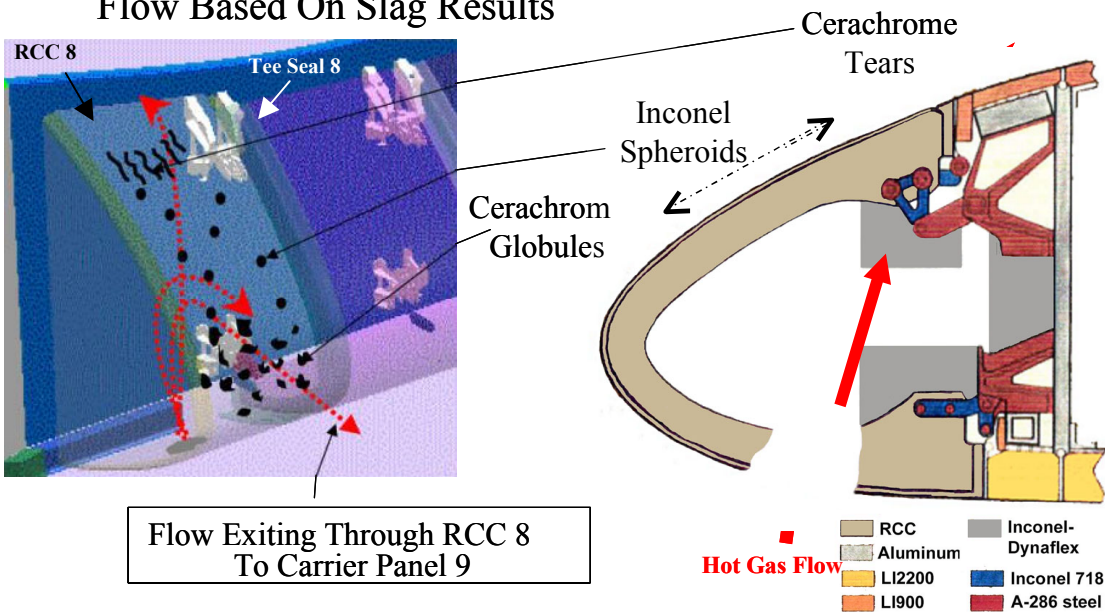 Flow Based On Slag Results
RCC 8
Tee Seal 8
Cerachrome
Tears
Inconel
Spheroids
Cerachrom
Globules
Flow Exiting Through RCC 8
To Carrier Panel 9
Hot Gas Flow
RCC
Aluminum
LI2200
LI900
Inconel-
Dynaflex
Inconel 718
A-286 steel